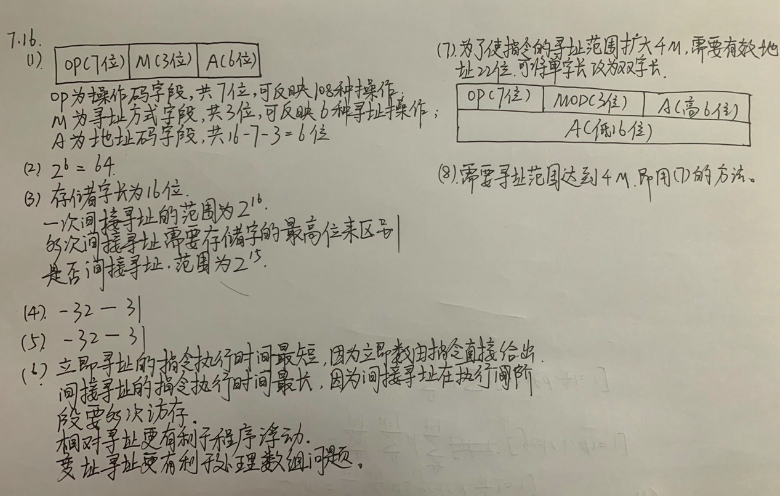 7.16.
(1). OP(7位) M(3位) A(6位)
OP为操作码字段,共7位,可反映108种操作;
M为寻址方式字段,共3位,可反映6种寻址操作;
A为地址码字段,共16-7-3=6位
(2) 2⁶ = 64.
(3) 存储字长为16位.
一次间接寻址的范围为2¹⁶.
多次间接寻址需要存储字的最高位来区别
是否间接寻址.范围为2¹⁵.
(4). -32 — 31
(5) -32 — 31
(6) 立即寻址的指令执行时间最短,因为立即数由指令直接给出.
间接寻址的指令执行时间最长,因为间接寻址在执行阶
段要多次访存.
相对寻址更有利于程序浮动.
变址寻址更有利于处理数组问题。
(7).为了使指令的寻址范围扩大4M,需要有效地
址22位.可将单字长改为双字长.
OP(7位) MOD(3位) A(高6位)
A(低16位)
(8).需要寻址范围达到4M.即用(7)的方法。